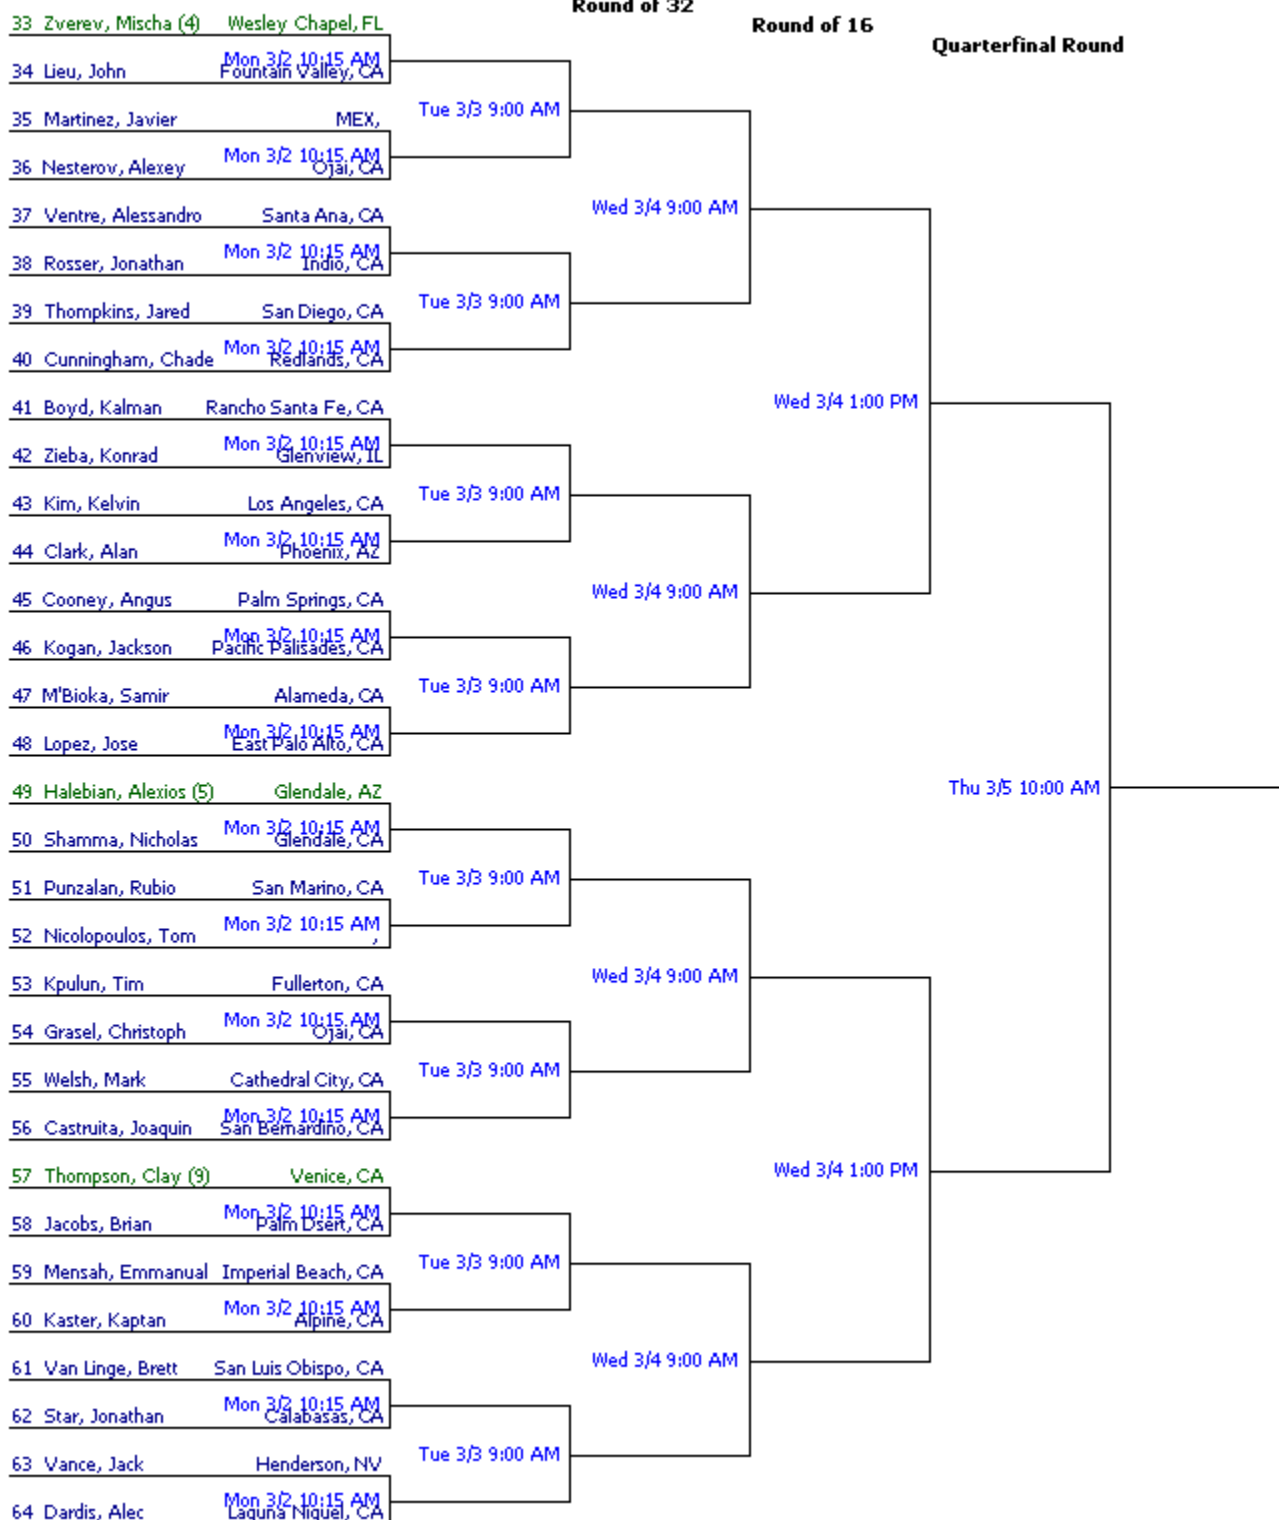 Round of 32
Round of 16
Quarterfinal Round
33 Zverev, Mischa (4) Wesley Chapel, FL
Mon 3/2 10:15 AM
34 Lieu, John Fountain Valley, CA
Tue 3/3 9:00 AM
35 Martinez, Javier MEX,
Mon 3/2 10:15 AM
36 Nesterov, Alexey Ojai, CA
Wed 3/4 9:00 AM
37 Ventre, Alessandro Santa Ana, CA
Mon 3/2 10:15 AM
38 Rosser, Jonathan Indio, CA
Tue 3/3 9:00 AM
39 Thompkins, Jared San Diego, CA
Mon 3/2 10:15 AM
40 Cunningham, Chade Redlands, CA
Wed 3/4 1:00 PM
41 Boyd, Kalman Rancho Santa Fe, CA
Mon 3/2 10:15 AM
42 Zieba, Konrad Glenview, IL
Tue 3/3 9:00 AM
43 Kim, Kelvin Los Angeles, CA
Mon 3/2 10:15 AM
44 Clark, Alan Phoenix, AZ
Wed 3/4 9:00 AM
45 Cooney, Angus Palm Springs, CA
Mon 3/2 10:15 AM
46 Kogan, Jackson Pacific Palisades, CA
Tue 3/3 9:00 AM
47 M'Bioka, Samir Alameda, CA
Mon 3/2 10:15 AM
48 Lopez, Jose East Palo Alto, CA
Thu 3/5 10:00 AM
49 Halebian, Alexios (5) Glendale, AZ
Mon 3/2 10:15 AM
50 Shamma, Nicholas Glendale, CA
Tue 3/3 9:00 AM
51 Punzalan, Rubio San Marino, CA
Mon 3/2 10:15 AM
52 Nicolopoulos, Tom ,
Wed 3/4 9:00 AM
53 Kpulun, Tim Fullerton, CA
Mon 3/2 10:15 AM
54 Grasel, Christoph Ojai, CA
Tue 3/3 9:00 AM
55 Welsh, Mark Cathedral City, CA
Mon 3/2 10:15 AM
56 Castruita, Joaquin San Bernardino, CA
Wed 3/4 1:00 PM
57 Thompson, Clay (9) Venice, CA
Mon 3/2 10:15 AM
58 Jacobs, Brian Palm Dsert, CA
Tue 3/3 9:00 AM
59 Mensah, Emmanual Imperial Beach, CA
Mon 3/2 10:15 AM
60 Kaster, Kaptan Alpine, CA
Wed 3/4 9:00 AM
61 Van Linge, Brett San Luis Obispo, CA
Mon 3/2 10:15 AM
62 Star, Jonathan Calabasas, CA
Tue 3/3 9:00 AM
63 Vance, Jack Henderson, NV
Mon 3/2 10:15 AM
64 Dardis, Alec Laguna Niguel, CA